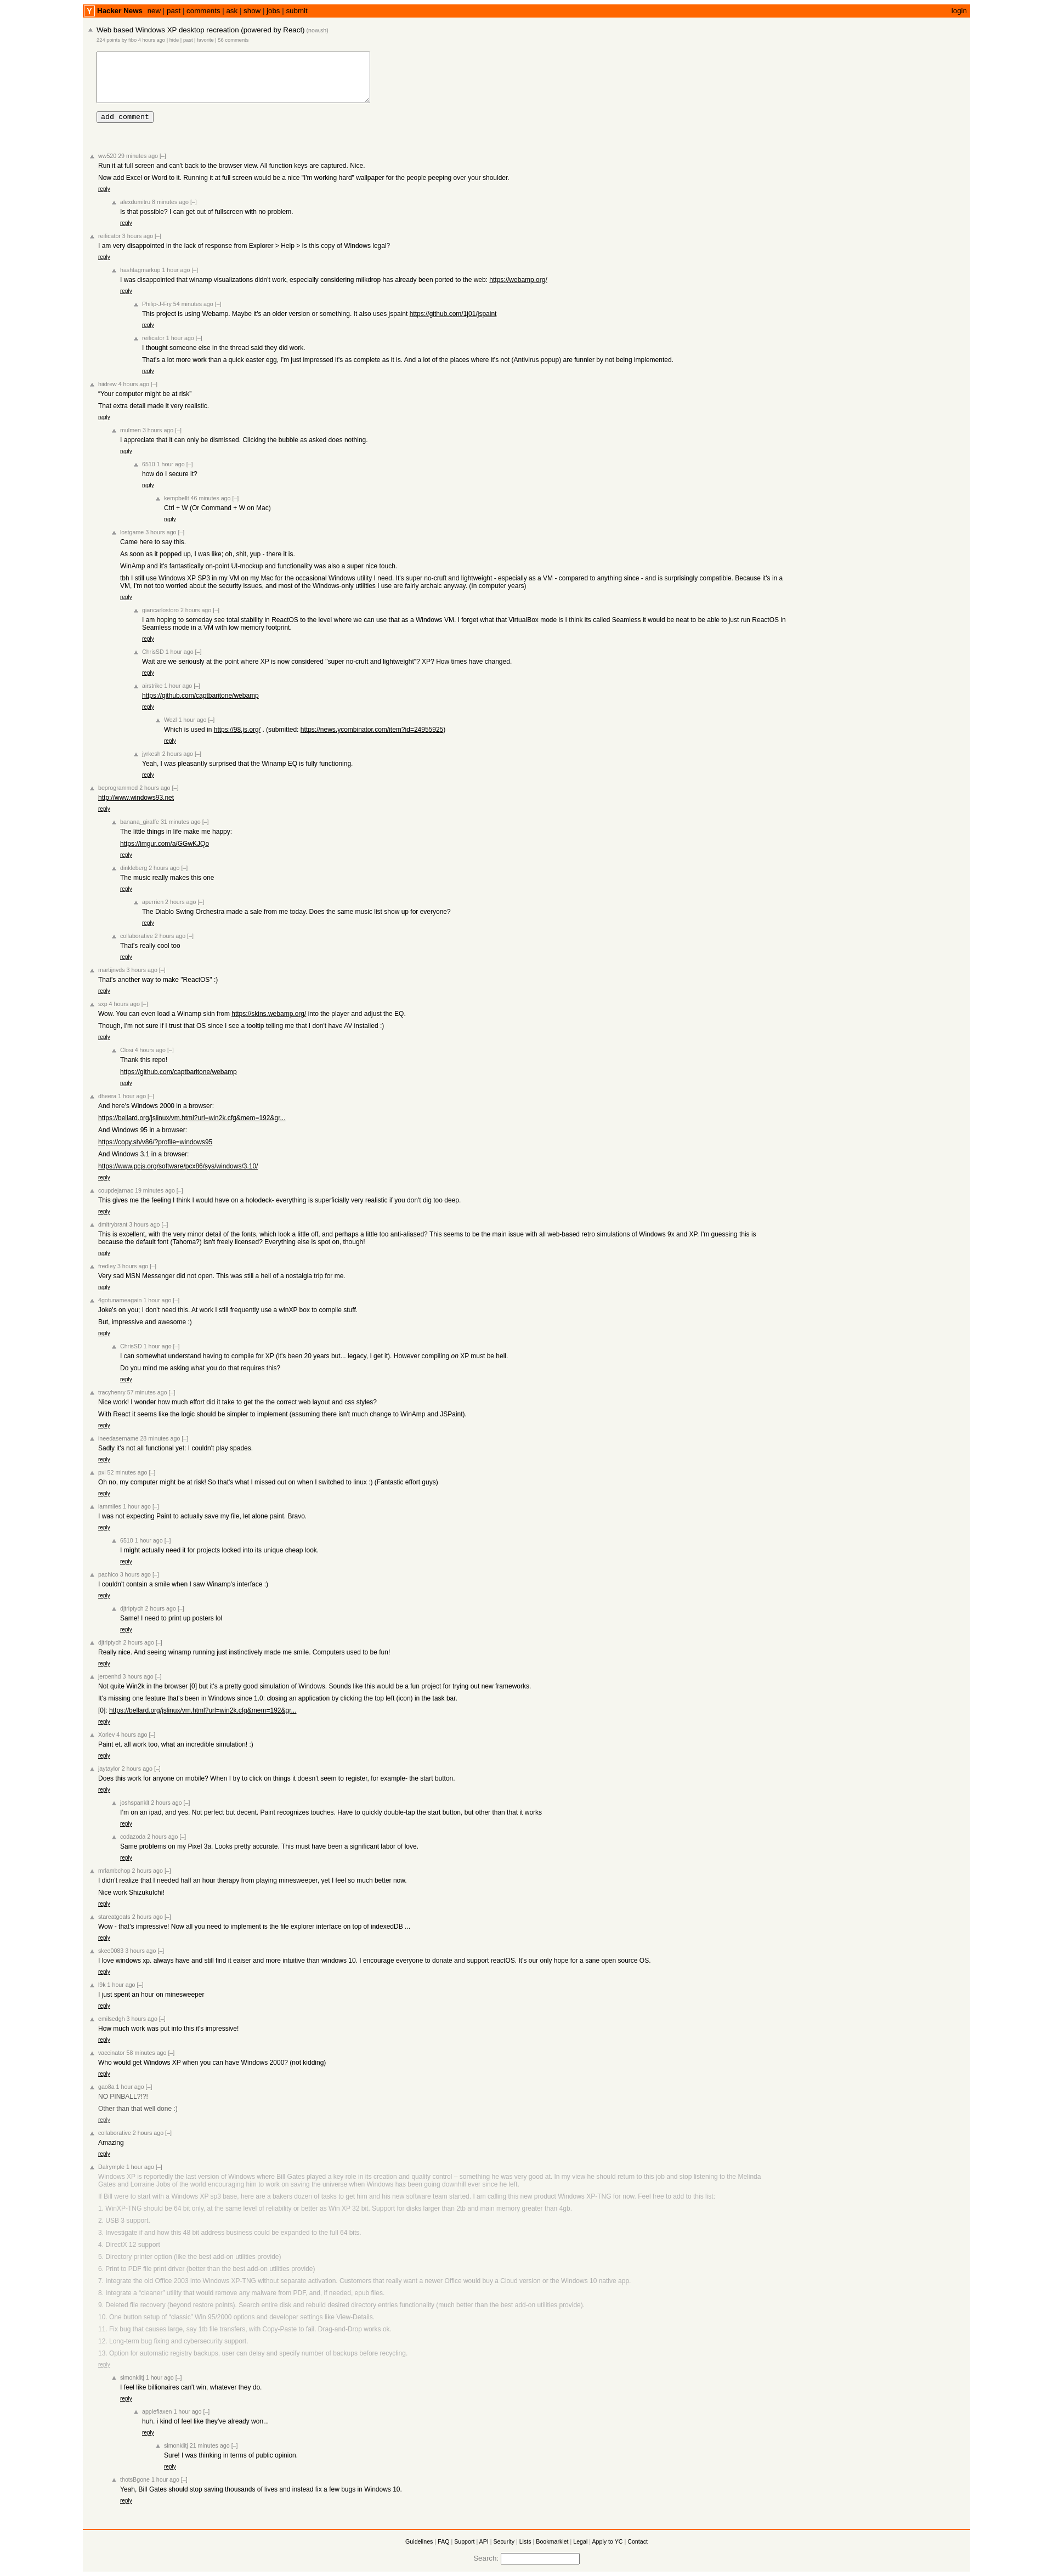 Y Hacker News new | past | comments | ask | show | jobs | submit login
Web based Windows XP desktop recreation (powered by React) (now.sh)
224 points by fibo 4 hours ago | hide | past | favorite | 56 comments
add comment
ww520 29 minutes ago [–]
Run it at full screen and can't back to the browser view. All function keys are captured. Nice.
Now add Excel or Word to it. Running it at full screen would be a nice "I'm working hard" wallpaper for the people peeping over your shoulder.
reply
alexdumitru 8 minutes ago [–]
Is that possible? I can get out of fullscreen with no problem.
reply
reificator 3 hours ago [–]
I am very disappointed in the lack of response from Explorer > Help > Is this copy of Windows legal?
reply
hashtagmarkup 1 hour ago [–]
I was disappointed that winamp visualizations didn't work, especially considering milkdrop has already been ported to the web: https://webamp.org/
reply
Philip-J-Fry 54 minutes ago [–]
This project is using Webamp. Maybe it's an older version or something. It also uses jspaint https://github.com/1j01/jspaint
reply
reificator 1 hour ago [–]
I thought someone else in the thread said they did work.
That's a lot more work than a quick easter egg, I'm just impressed it's as complete as it is. And a lot of the places where it's not (Antivirus popup) are funnier by not being implemented.
reply
hildrew 4 hours ago [–]
"Your computer might be at risk"
That extra detail made it very realistic.
reply
mulmen 3 hours ago [–]
I appreciate that it can only be dismissed. Clicking the bubble as asked does nothing.
reply
6510 1 hour ago [–]
how do I secure it?
reply
kempbellt 46 minutes ago [–]
Ctrl + W (Or Command + W on Mac)
reply
lostgame 3 hours ago [–]
Came here to say this.
As soon as it popped up, I was like; oh, shit, yup - there it is.
WinAmp and it's fantastically on-point UI-mockup and functionality was also a super nice touch.
tbh I still use Windows XP SP3 in my VM on my Mac for the occasional Windows utility I need. It's super no-cruft and lightweight - especially as a VM - compared to anything since - and is surprisingly compatible. Because it's in a
VM, I'm not too worried about the security issues, and most of the Windows-only utilities I use are fairly archaic anyway. (In computer years)
reply
giancarlostoro 2 hours ago [–]
I am hoping to someday see total stability in ReactOS to the level where we can use that as a Windows VM. I forget what that VirtualBox mode is I think its called Seamless it would be neat to be able to just run ReactOS in
Seamless mode in a VM with low memory footprint.
reply
ChrisSD 1 hour ago [–]
Wait are we seriously at the point where XP is now considered "super no-cruft and lightweight"? XP? How times have changed.
reply
airstrike 1 hour ago [–]
https://github.com/captbaritone/webamp
reply
Wezl 1 hour ago [–]
Which is used in https://98.js.org/ . (submitted: https://news.ycombinator.com/item?id=24955925)
reply
jyrkesh 2 hours ago [–]
Yeah, I was pleasantly surprised that the Winamp EQ is fully functioning.
reply
beprogrammed 2 hours ago [–]
http://www.windows93.net
reply
banana_giraffe 31 minutes ago [–]
The little things in life make me happy:
https://imgur.com/a/GGwKJQo
reply
dinkleberg 2 hours ago [–]
The music really makes this one
reply
aperrien 2 hours ago [–]
The Diablo Swing Orchestra made a sale from me today. Does the same music list show up for everyone?
reply
collaborative 2 hours ago [–]
That's really cool too
reply
martijnvds 3 hours ago [–]
That's another way to make "ReactOS" :)
reply
sxp 4 hours ago [–]
Wow. You can even load a Winamp skin from https://skins.webamp.org/ into the player and adjust the EQ.
Though, I'm not sure if I trust that OS since I see a tooltip telling me that I don't have AV installed :)
reply
Closi 4 hours ago [–]
Thank this repo!
https://github.com/captbaritone/webamp
reply
dheera 1 hour ago [–]
And here's Windows 2000 in a browser:
https://bellard.org/jslinux/vm.html?url=win2k.cfg&mem=192&gr...
And Windows 95 in a browser:
https://copy.sh/v86/?profile=windows95
And Windows 3.1 in a browser:
https://www.pcjs.org/software/pcx86/sys/windows/3.10/
reply
coupdejarnac 19 minutes ago [–]
This gives me the feeling I think I would have on a holodeck- everything is superficially very realistic if you don't dig too deep.
reply
dmitrybrant 3 hours ago [–]
This is excellent, with the very minor detail of the fonts, which look a little off, and perhaps a little too anti-aliased? This seems to be the main issue with all web-based retro simulations of Windows 9x and XP. I'm guessing this is
because the default font (Tahoma?) isn't freely licensed? Everything else is spot on, though!
reply
fredley 3 hours ago [–]
Very sad MSN Messenger did not open. This was still a hell of a nostalgia trip for me.
reply
4gotunameagain 1 hour ago [–]
Joke's on you; I don't need this. At work I still frequently use a winXP box to compile stuff.
But, impressive and awesome :)
reply
ChrisSD 1 hour ago [–]
I can somewhat understand having to compile for XP (it's been 20 years but... legacy, I get it). However compiling on XP must be hell.
Do you mind me asking what you do that requires this?
reply
tracyhenry 57 minutes ago [–]
Nice work! I wonder how much effort did it take to get the the correct web layout and css styles?
With React it seems like the logic should be simpler to implement (assuming there isn't much change to WinAmp and JSPaint).
reply
ineedasername 28 minutes ago [–]
Sadly it's not all functional yet: I couldn't play spades.
reply
pxi 52 minutes ago [–]
Oh no, my computer might be at risk! So that's what I missed out on when I switched to linux :) (Fantastic effort guys)
reply
iammiles 1 hour ago [–]
I was not expecting Paint to actually save my file, let alone paint. Bravo.
reply
6510 1 hour ago [–]
I might actually need it for projects locked into its unique cheap look.
reply
pachico 3 hours ago [–]
I couldn't contain a smile when I saw Winamp's interface :)
reply
djtriptych 2 hours ago [–]
Same! I need to print up posters lol
reply
djtriptych 2 hours ago [–]
Really nice. And seeing winamp running just instinctively made me smile. Computers used to be fun!
reply
jeroenhd 3 hours ago [–]
Not quite Win2k in the browser [0] but it's a pretty good simulation of Windows. Sounds like this would be a fun project for trying out new frameworks.
It's missing one feature that's been in Windows since 1.0: closing an application by clicking the top left (icon) in the task bar.
[0]: https://bellard.org/jslinux/vm.html?url=win2k.cfg&mem=192&gr...
reply
Xorlev 4 hours ago [–]
Paint et. all work too, what an incredible simulation! :)
reply
jaytaylor 2 hours ago [–]
Does this work for anyone on mobile? When I try to click on things it doesn't seem to register, for example- the start button.
reply
joshspankit 2 hours ago [–]
I'm on an ipad, and yes. Not perfect but decent. Paint recognizes touches. Have to quickly double-tap the start button, but other than that it works
reply
codazoda 2 hours ago [–]
Same problems on my Pixel 3a. Looks pretty accurate. This must have been a significant labor of love.
reply
mrlambchop 2 hours ago [–]
I didn't realize that I needed half an hour therapy from playing minesweeper, yet I feel so much better now.
Nice work ShizukuIchi!
reply
stareatgoats 2 hours ago [–]
Wow - that's impressive! Now all you need to implement is the file explorer interface on top of indexedDB ...
reply
skee0083 3 hours ago [–]
I love windows xp. always have and still find it eaiser and more intuitive than windows 10. I encourage everyone to donate and support reactOS. It's our only hope for a sane open source OS.
reply
1 hour ago [–]
I just spent an hour on minesweeper
reply
emilsedgh 3 hours ago [–]
How much work was put into this it's impressive!
reply
vaccinator 58 minutes ago [–]
Who would get Windows XP when you can have Windows 2000? (not kidding)
reply
gao8a 1 hour ago [–]
NO PINBALL?!?!
Other than that well done :)
reply
collaborative 2 hours ago [–]
Amazing
reply
Dalrymple 1 hour ago [–]
Windows XP is reportedly the last version of Windows where Bill Gates played a key role in its creation and quality control – something he was very good at. In my view he should return to this job and stop listening to the Melinda
Gates and Lorraine Jobs of the world encouraging him to work on saving the universe when Windows has been going downhill ever since he left.
If Bill were to start with a Windows XP sp3 base, here are a bakers dozen of tasks to get him and his new software team started. I am calling this new product Windows XP-TNG for now. Feel free to add to this list:
1. WinXP-TNG should be 64 bit only, at the same level of reliability or better as Win XP 32 bit. Support for disks larger than 2tb and main memory greater than 4gb.
2. USB 3 support.
3. Investigate if and how this 48 bit address business could be expanded to the full 64 bits.
4. DirectX 12 support
5. Directory printer option (like the best add-on utilities provide)
6. Print to PDF file print driver (better than the best add-on utilities provide)
7. Integrate the old Office 2003 into Windows XP-TNG without separate activation. Customers that really want a newer Office would buy a Cloud version or the Windows 10 native app.
8. Integrate a "cleaner" utility that would remove any malware from PDF, and, if needed, epub files.
9. Deleted file recovery (beyond restore points). Search entire disk and rebuild desired directory entries functionality (much better than the best add-on utilities provide).
10. One button setup of "classic" Win 95/2000 options and developer settings like View-Details.
11. Fix bug that causes large, say 1tb file transfers, with Copy-Paste to fail. Drag-and-Drop works ok.
12. Long-term bug fixing and cybersecurity support.
13. Option for automatic registry backups, user can delay and specify number of backups before recycling.
reply
simonklitj 1 hour ago [–]
I feel like billionaires can't win, whatever they do.
reply
appleflaxen 1 hour ago [–]
huh. i kind of feel like they've already won...
reply
simonklitj 21 minutes ago [–]
Sure! I was thinking in terms of public opinion.
reply
thotsBgone 1 hour ago [–]
Yeah, Bill Gates should stop saving thousands of lives and instead fix a few bugs in Windows 10.
reply
Guidelines | FAQ | Support | API | Security | Lists | Bookmarklet | Legal | Apply to YC | Contact
Search: